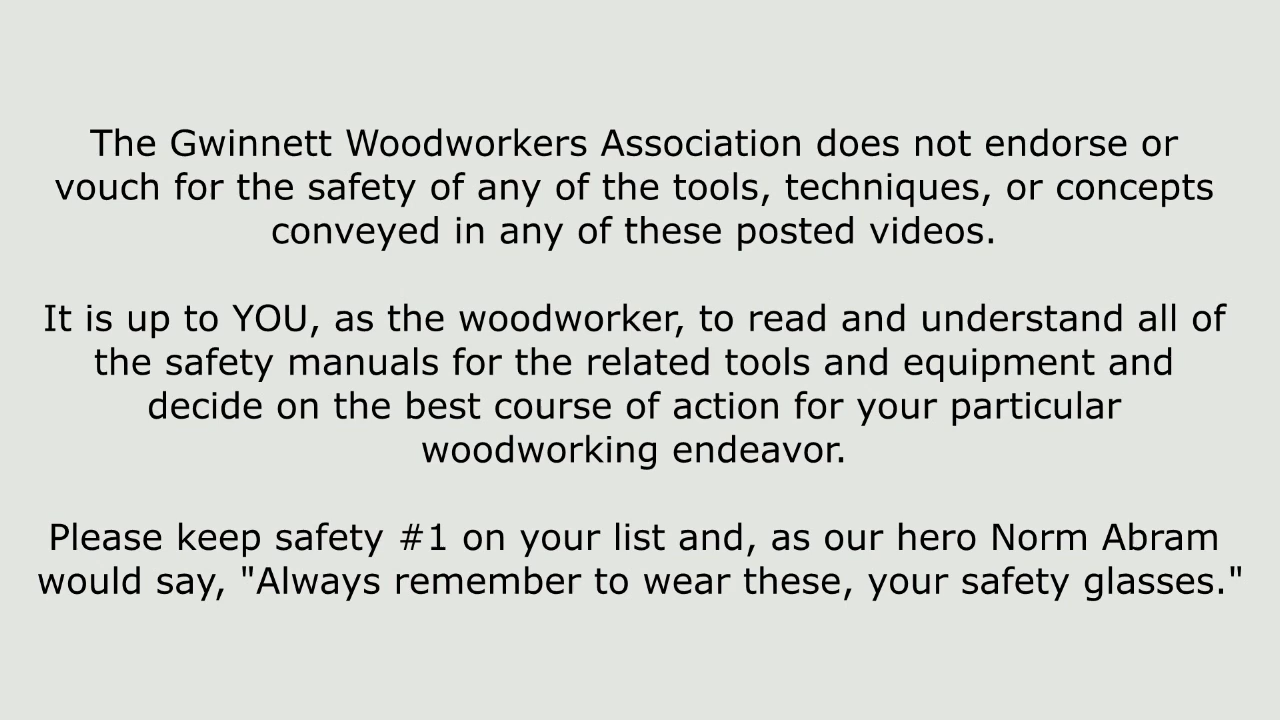 The Gwinnett Woodworkers Association does not endorse or
vouch for the safety of any of the tools, techniques, or concepts
conveyed in any of these posted videos.
It is up to YOU, as the woodworker, to read and understand all of
the safety manuals for the related tools and equipment and
decide on the best course of action for your particular
woodworking endeavor.
Please keep safety #1 on your list and, as our hero Norm Abram
would say, "Always remember to wear these, your safety glasses."